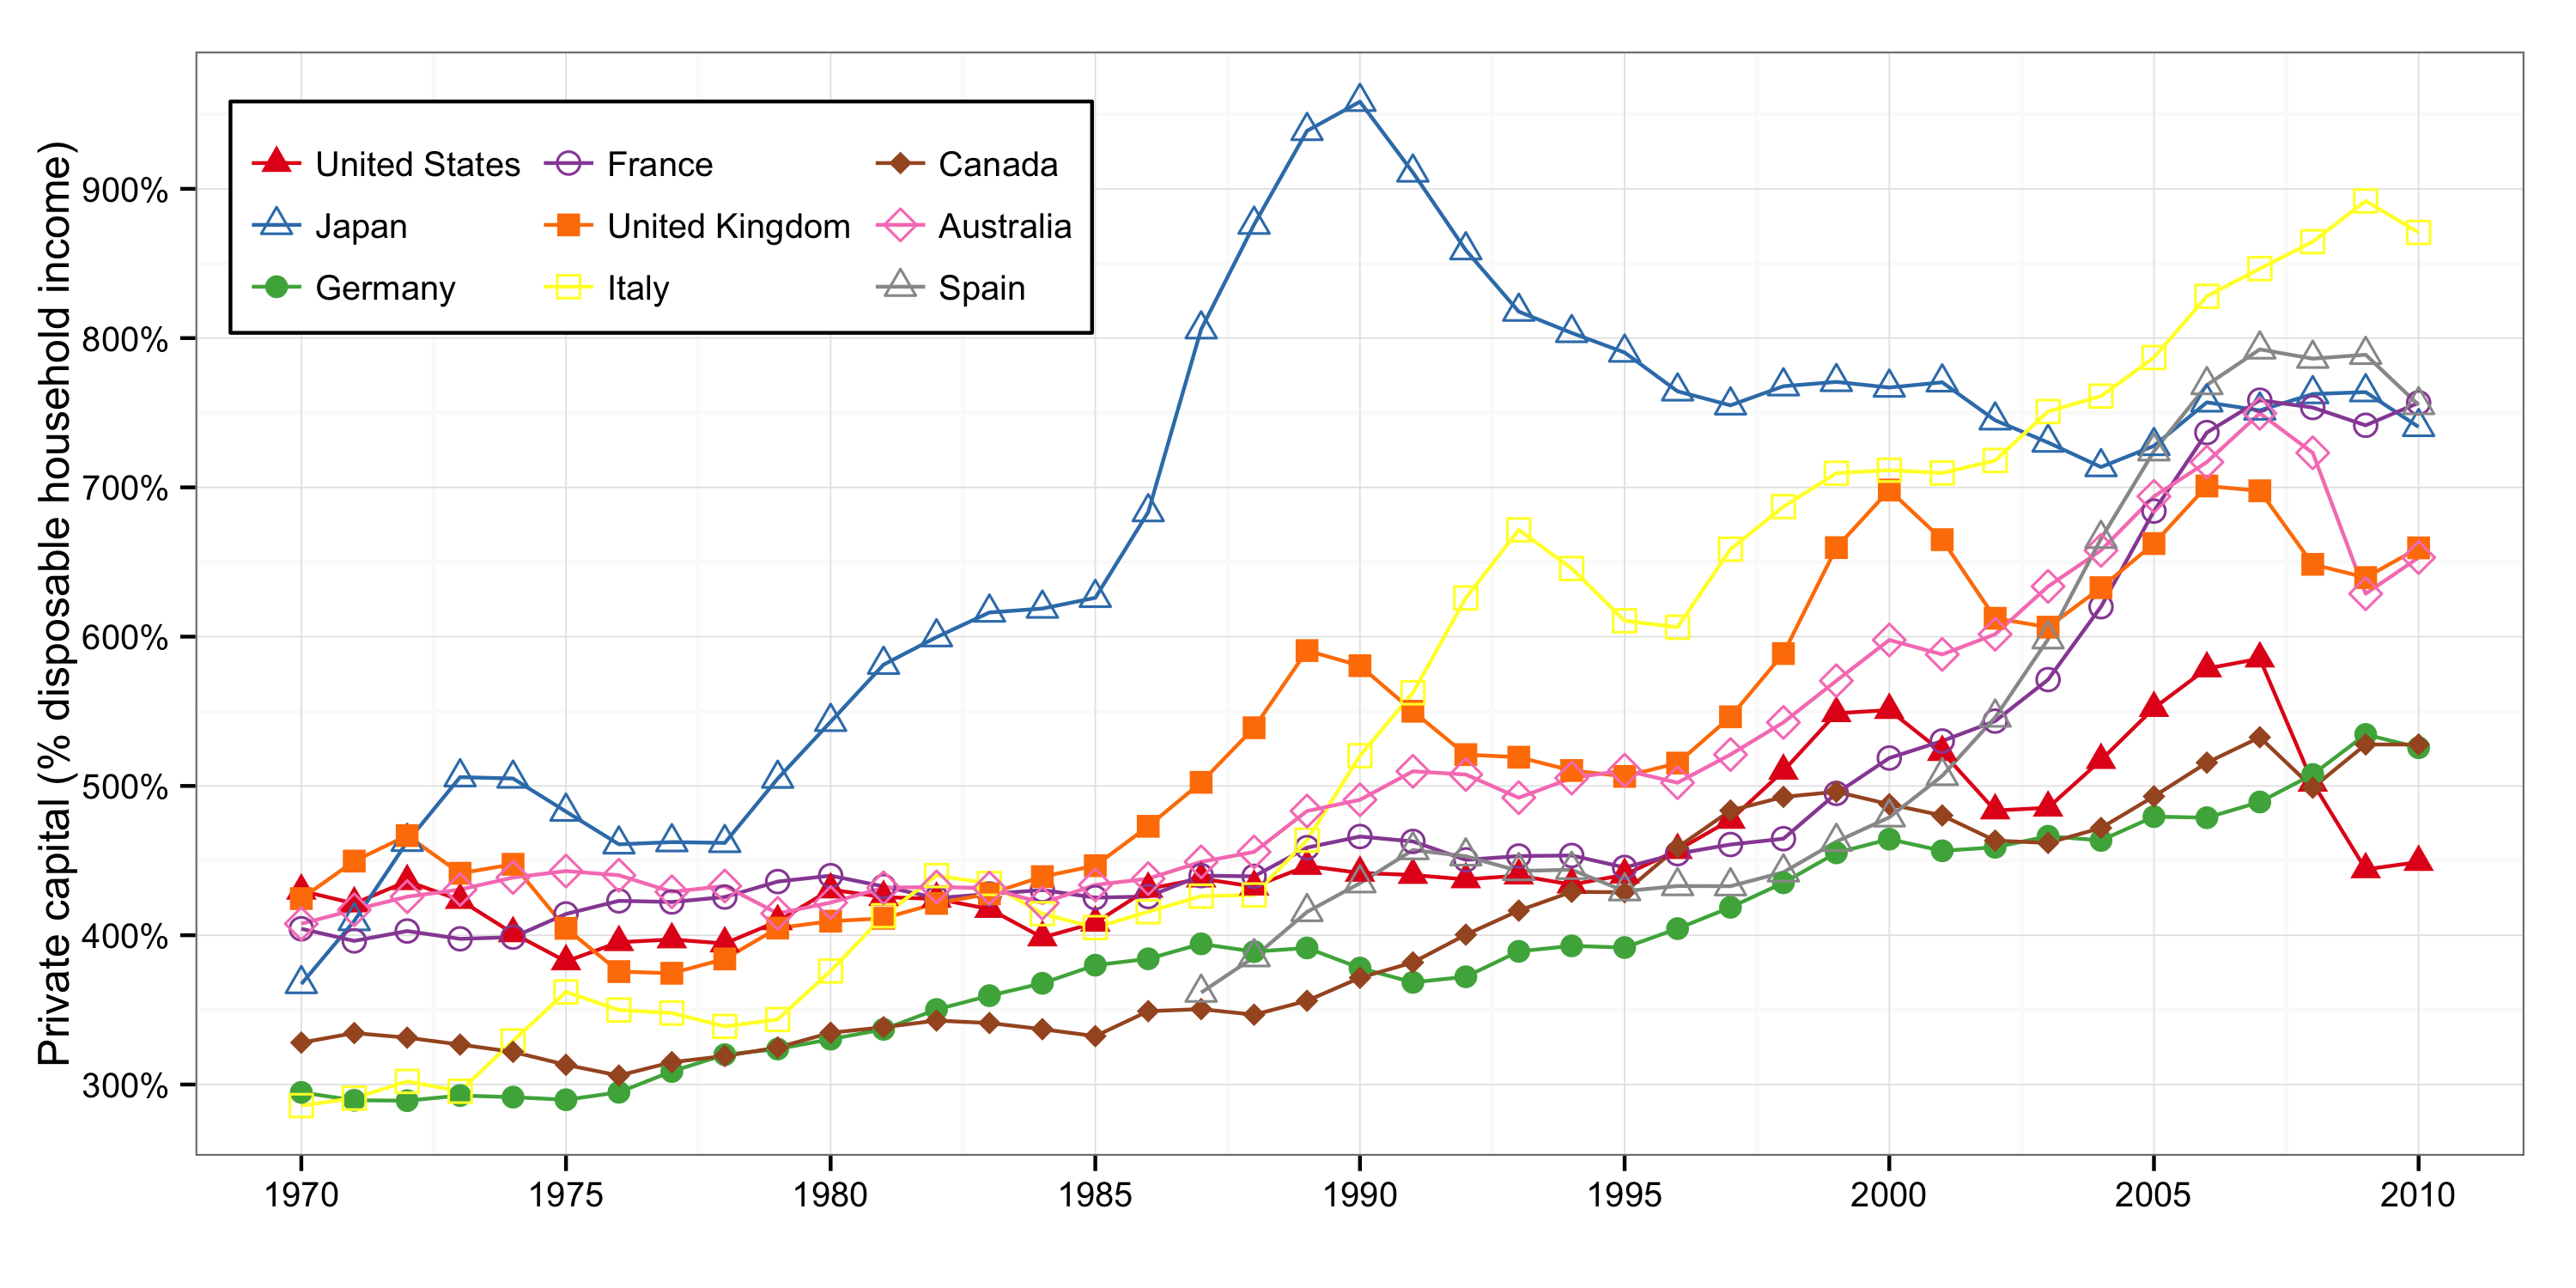 Private capital (% disposable household income)
900%
800%
700%
600%
500%
400%
300%
United States
France
Canada
Japan
United Kingdom
Australia
Germany
Italy
Spain
1970 1975 1980 1985 1990 1995 2000 2005 2010